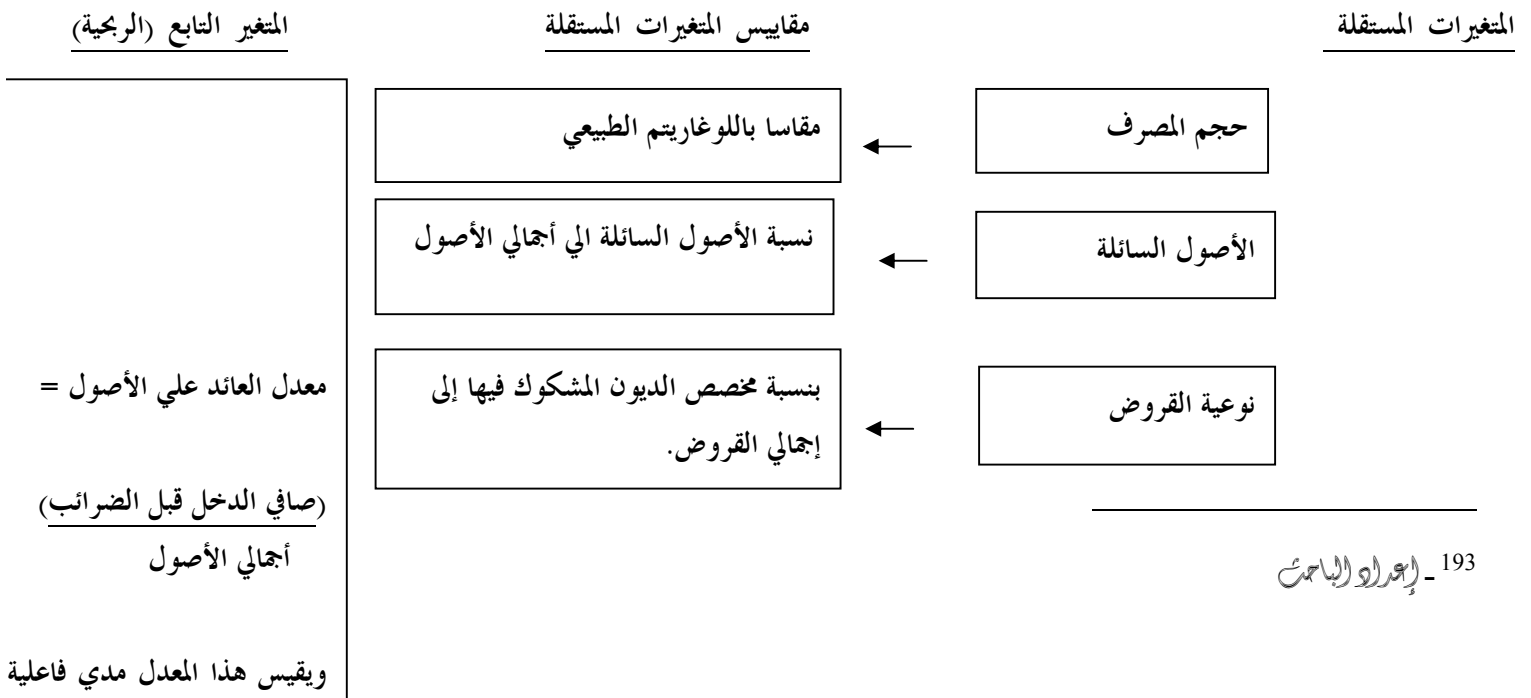 المتغيرات المستقلة
مقاييس المتغيرات المستقلة
المتغير التابع (الربحية)
حجم المصرف
مقاسا باللوغاريتم الطبيعي
الأصول السائلة
نسبة الأصول السائلة الي أجمالي الأصول
نوعية القروض
بنسبة مخصص الديون المشكوك فيها إلى
إجمالي القروض.
معدل العائد علي الأصول =
(صافي الدخل قبل الضرائب)
أجمالي الأصول
ويقيس هذا المعدل مدي فاعلية
193 ـ إعداد الباحث